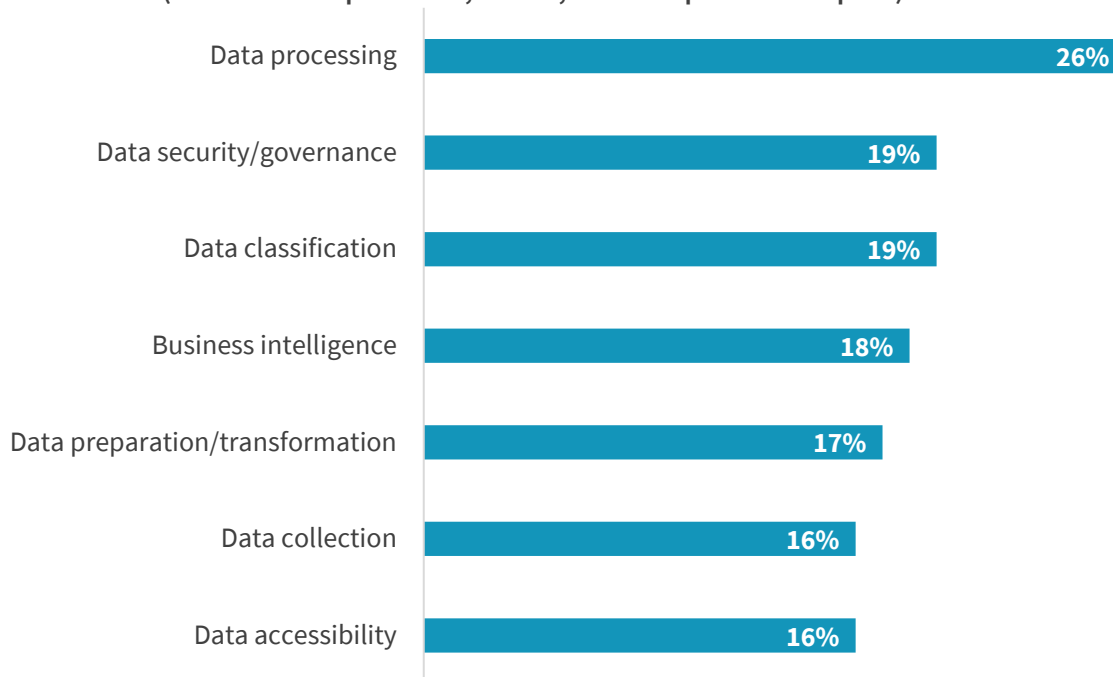 Data processing 26%
Data security/governance 19%
Data classification 19%
Business intelligence 18%
Data preparation/transformation 17%
Data collection 16%
Data accessibility 16%